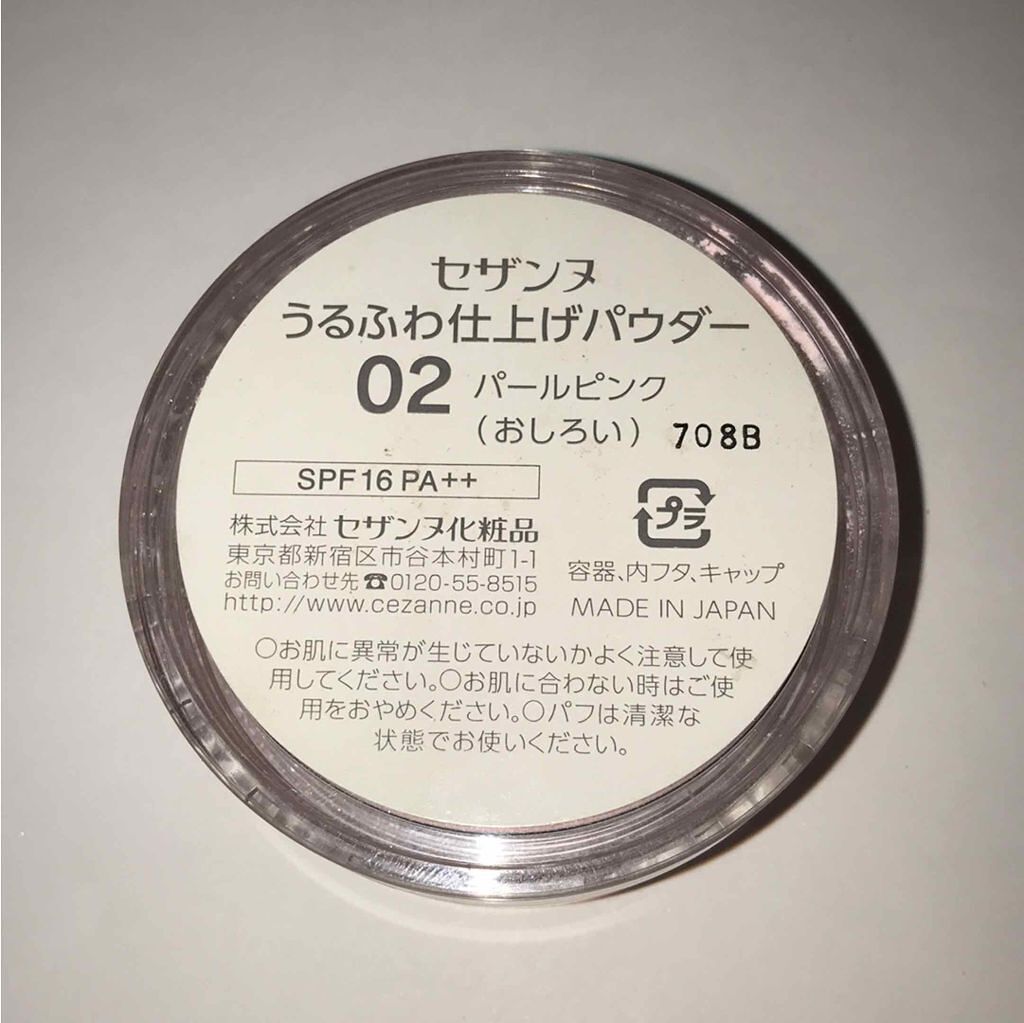 セザンヌ
うるふわ仕上げパウダー
02 パールピンク
(おしろい) 708B
SPF16 PA++
株式会社 セザンヌ化粧品
東京都新宿区市谷本村町1-1
お問い合わせ先☎0120-55-8515
http://www.cezanne.co.jp
プラ
容器、内フタ、キャップ
MADE IN JAPAN
○お肌に異常が生じていないかよく注意して使
用してください。○お肌に合わない時はご使
用をおやめください。○パフは清潔な
状態でお使いください。